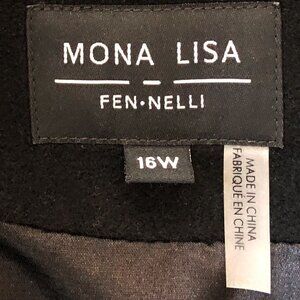 MONA LISA
FEN•NELLI
16W
MADE IN CHINA
FABRIQUÉ EN CHINE